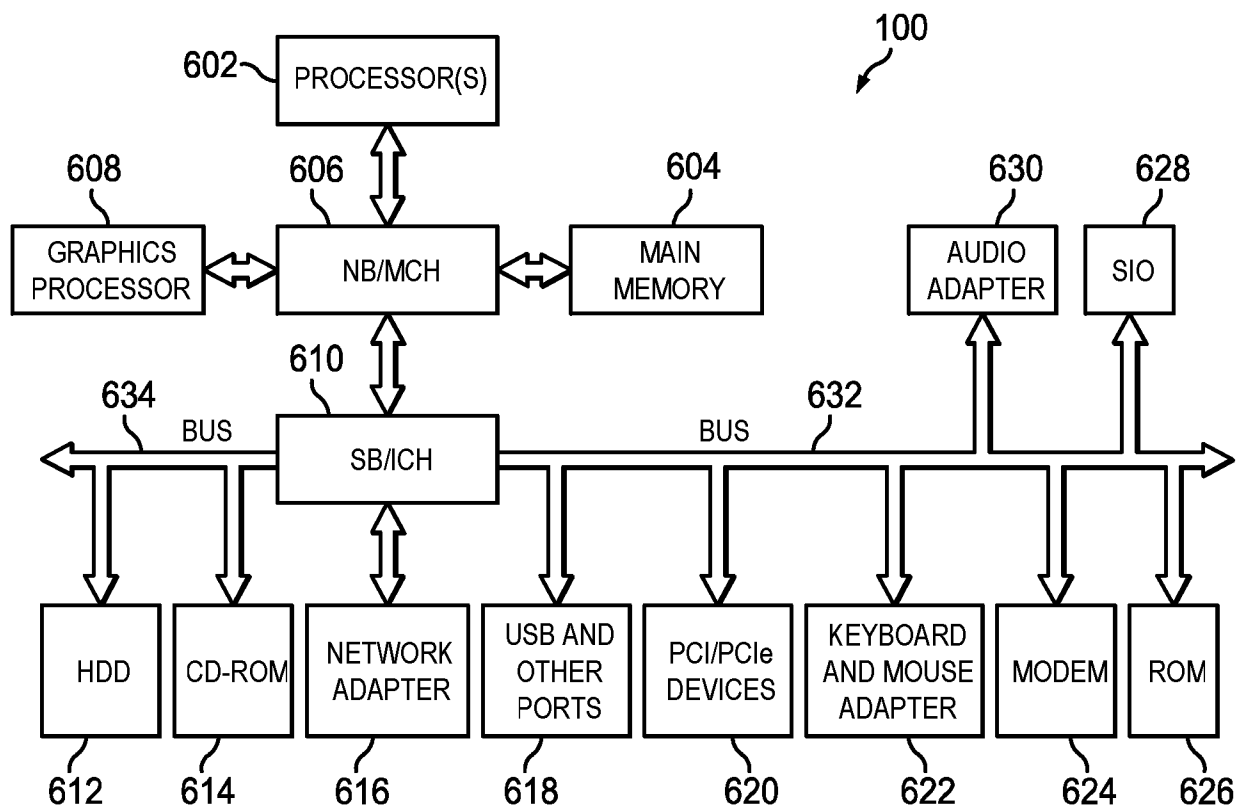 100
602
PROCESSOR(S)
608
606
604
630
628
GRAPHICS
PROCESSOR
NB/MCH
MAIN
MEMORY
AUDIO
ADAPTER
SIO
610
634
BUS
SB/ICH
BUS
632
HDD
CD-ROM
NETWORK
ADAPTER
USB AND
OTHER
PORTS
PCI/PCIe
DEVICES
KEYBOARD
AND MOUSE
ADAPTER
MODEM
ROM
612
614
616
618
620
622
624
626